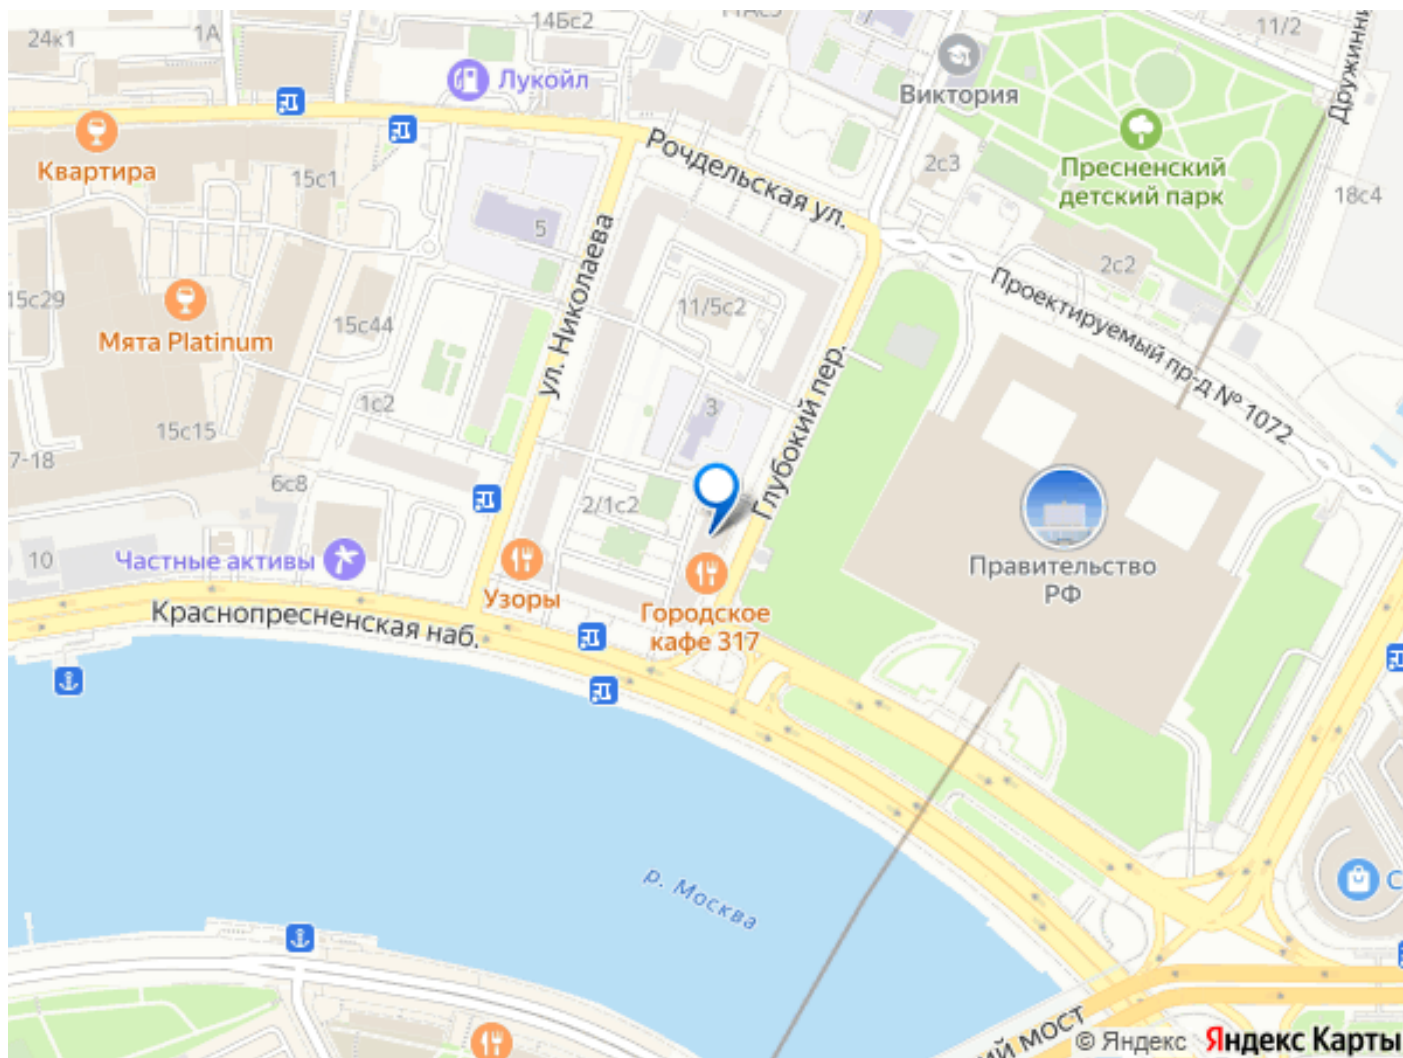 24к1
1А
14Бс2
11/2
Лукойл
Виктория
Дружинни
Квартира
15с1
Рочдельская ул.
2с3
Пресненский
детский парк
18с4
5
ул. Николаева
2с2
15с29
Мята Platinum
15с44
11/5с2
Проектируемый пр-д № 1072
1с2
3
Глубокий пер.
15с15
7-18
6с8
2/1с2
10
Частные активы
Узоры
Городское
кафе 317
Правительство
РФ
Краснопресненская наб.
р. Москва
С
ий мост
© Яндекс
Яндекс Карты